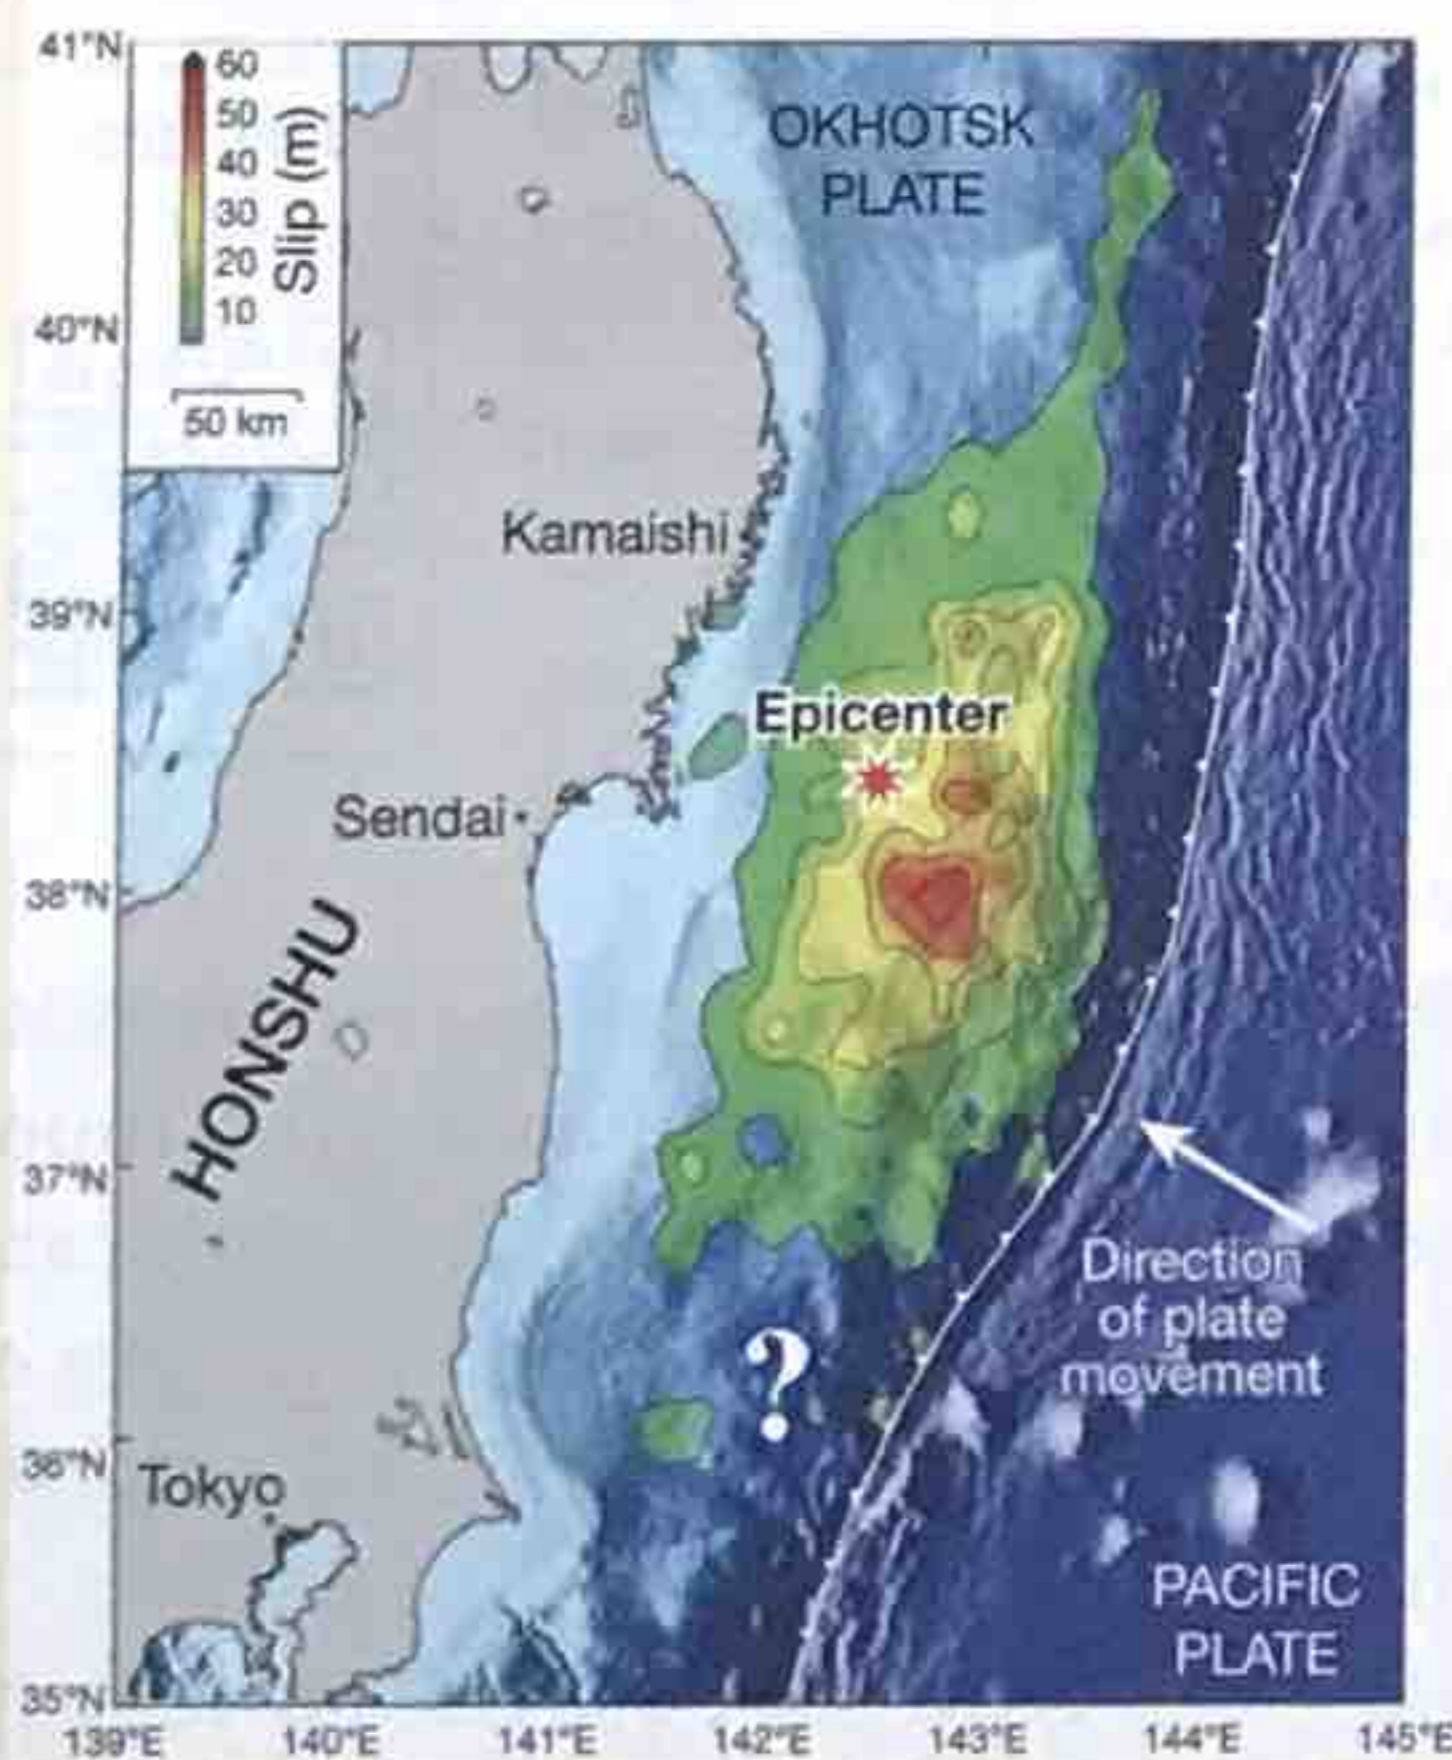 41°N
60
50
40
30
20
10
Slip (m)
50 km
OKHOTSK
PLATE
40°N
Kamaishi
39°N
Epicenter
Sendai
38°N
HONSHU
37°N
Direction
of plate
movement
?
36°N
Tokyo
PACIFIC
PLATE
35°N
139°E 140°E 141°E 142°E 143°E 144°E 145°E